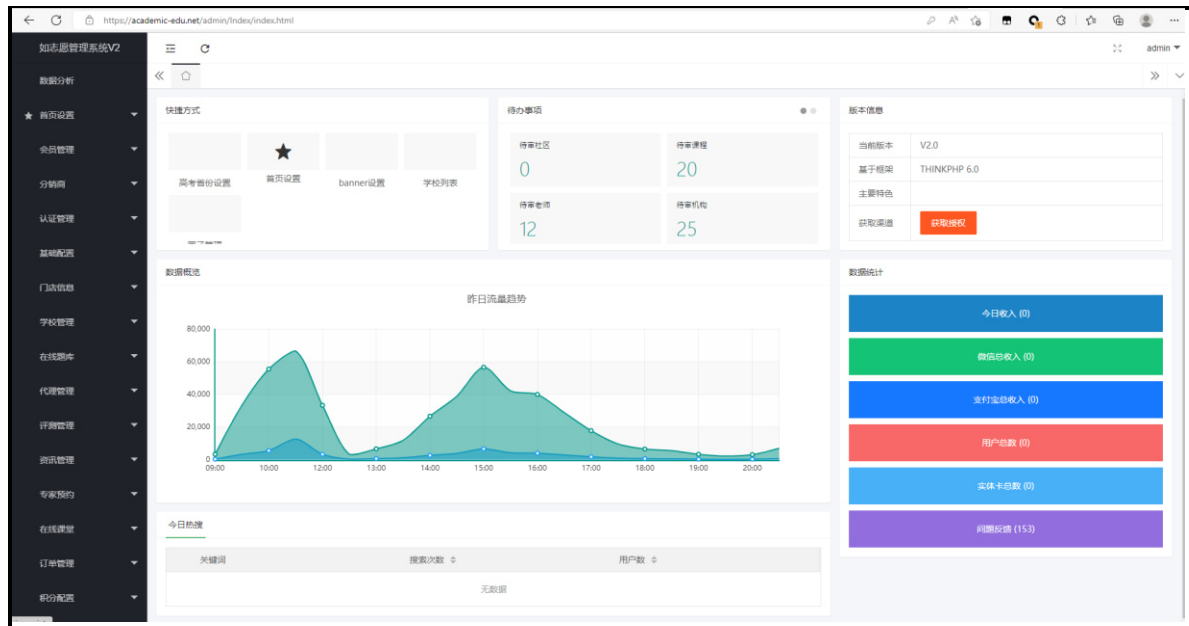 https://academic-edu.net/admin/Index/index.html
如志愿管理系统V2
admin
数据分析
首页设置
会员管理
分销商
认证管理
基础配置
门店信息
学校管理
在线题库
代理管理
评测管理
资讯管理
专家预约
在线课堂
订单管理
积分配置
快捷方式
高考省份设置
首页设置
banner设置
学校列表
待办事项
待审社区
0
待审课程
20
待审老师
12
待审机构
25
版本信息
当前版本 V2.0
基于框架 THINKPHP 6.0
主要特色
获取渠道 获取授权
数据概览
昨日流量趋势
80,000
60,000
40,000
20,000
0
09:00 10:00 12:00 13:00 14:00 15:00 16:00 17:00 18:00 19:00 20:00
数据统计
今日收入 (0)
微信总收入 (0)
支付宝总收入 (0)
用户总数 (0)
实体卡总数 (0)
问题反馈 (153)
今日热搜
关键词 搜索次数 用户数
无数据